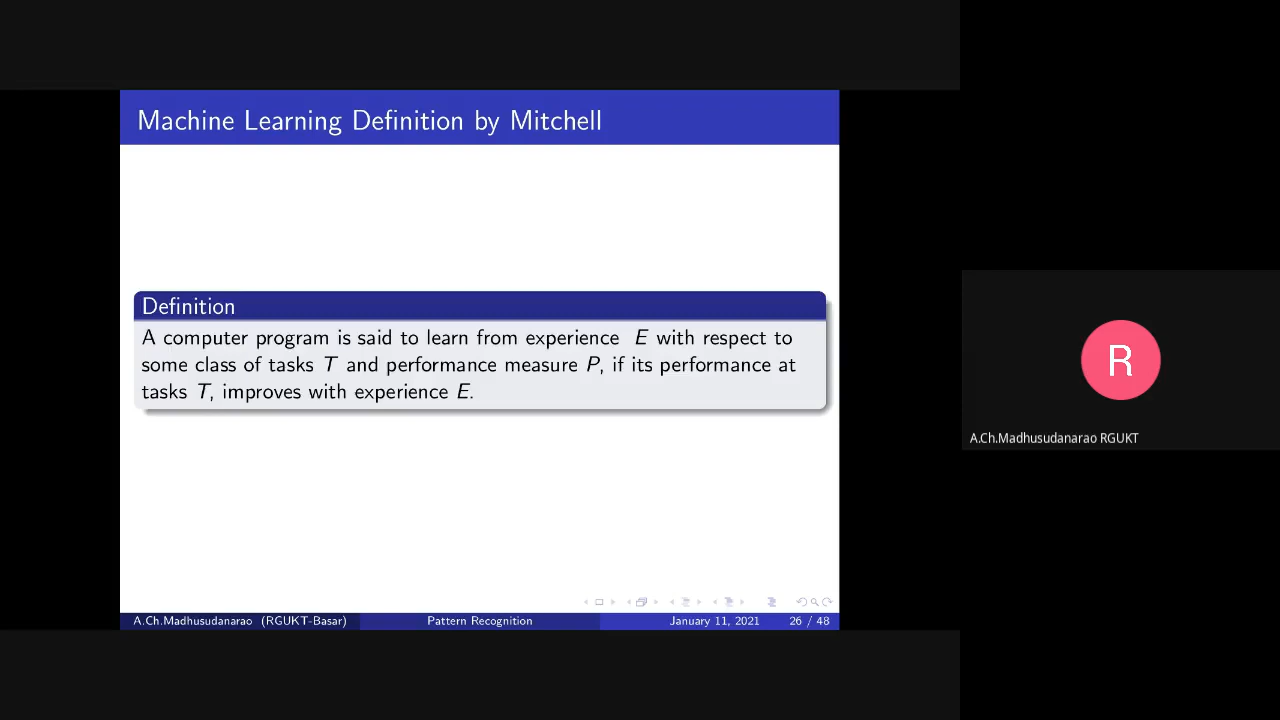 Machine Learning Definition by Mitchell
Definition
A computer program is said to learn from experience E with respect to
some class of tasks T and performance measure P, if its performance at
tasks T, improves with experience E.
A.Ch.Madhusudanarao (RGUKT-Basar) Pattern Recognition January 11, 2021 26 / 48
R
A.Ch.Madhusudanarao RGUKT